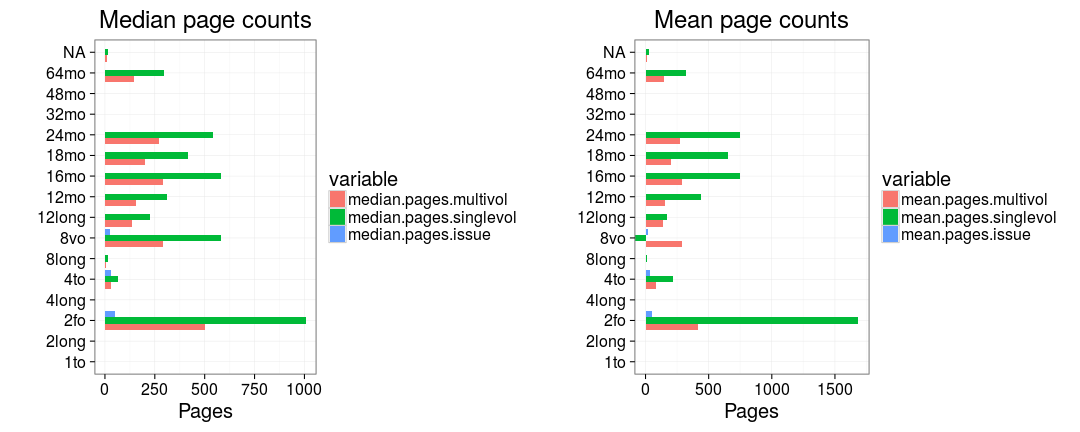 Median page counts
NA
64mo
48mo
32mo
24mo
18mo
16mo
12mo
12long
8vo
8long
4to
4long
2fo
2long
1to
0 250 500 750 1000
Pages
variable
median.pages.multivol
median.pages.singlevol
median.pages.issue
Mean page counts
NA
64mo
48mo
32mo
24mo
18mo
16mo
12mo
12long
8vo
8long
4to
4long
2fo
2long
1to
0 500 1000 1500
Pages
variable
mean.pages.multivol
mean.pages.singlevol
mean.pages.issue